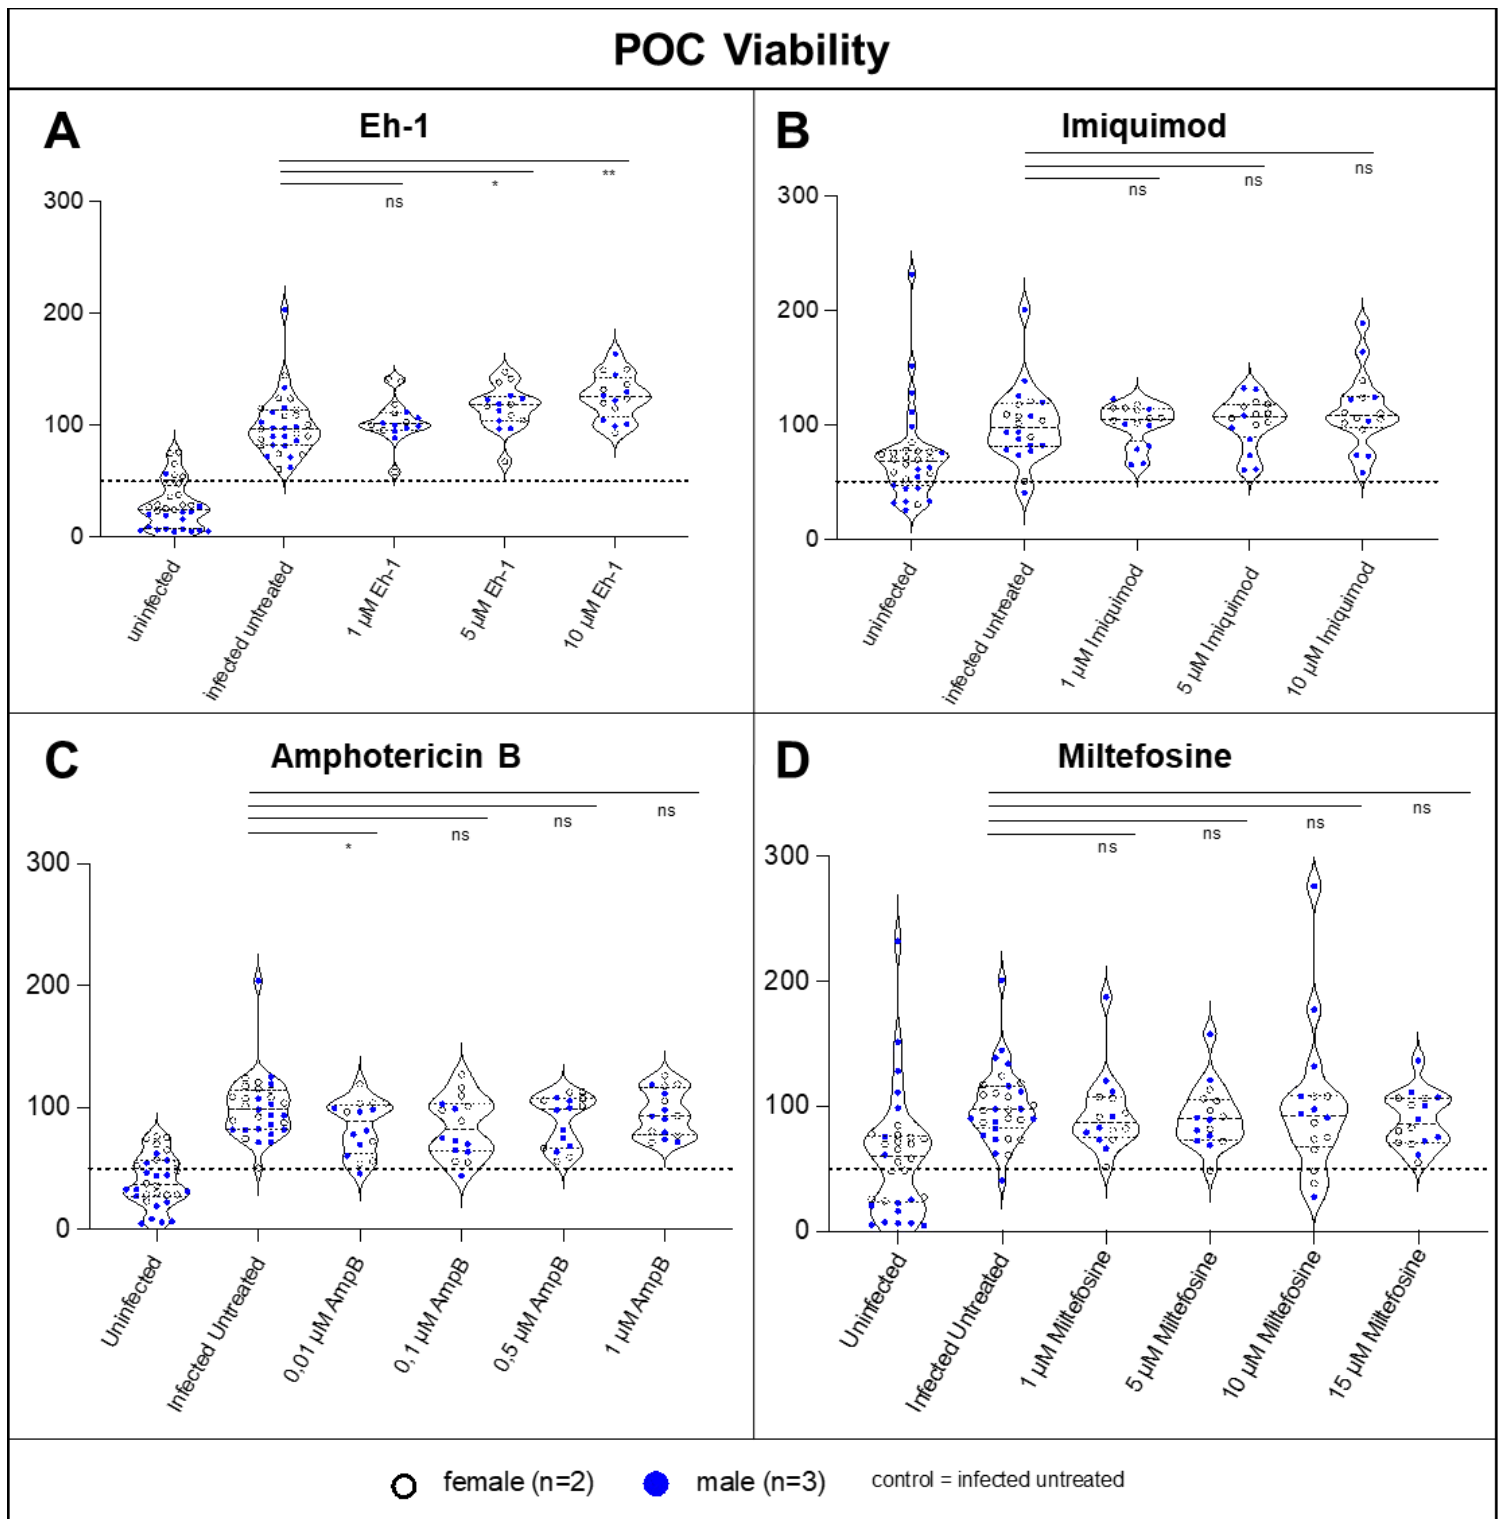 POC Viability
A
Eh-1
ns
*
**
300
200
100
0
uninfected
infected untreated
1 µM Eh-1
5 µM Eh-1
10 µM Eh-1
B
Imiquimod
ns
ns
ns
300
200
100
0
uninfected
infected untreated
1 µM Imiquimod
5 µM Imiquimod
10 µM Imiquimod
C
Amphotericin B
*
ns
ns
ns
300
200
100
0
Uninfected
Infected Untreated
0,01 µM AmpB
0,1 µM AmpB
0,5 µM AmpB
1 µM AmpB
D
Miltefosine
ns
ns
ns
ns
300
200
100
0
Uninfected
Infected Untreated
1 µM Miltefosine
5 µM Miltefosine
10 µM Miltefosine
15 µM Miltefosine
female (n=2) male (n=3) control = infected untreated